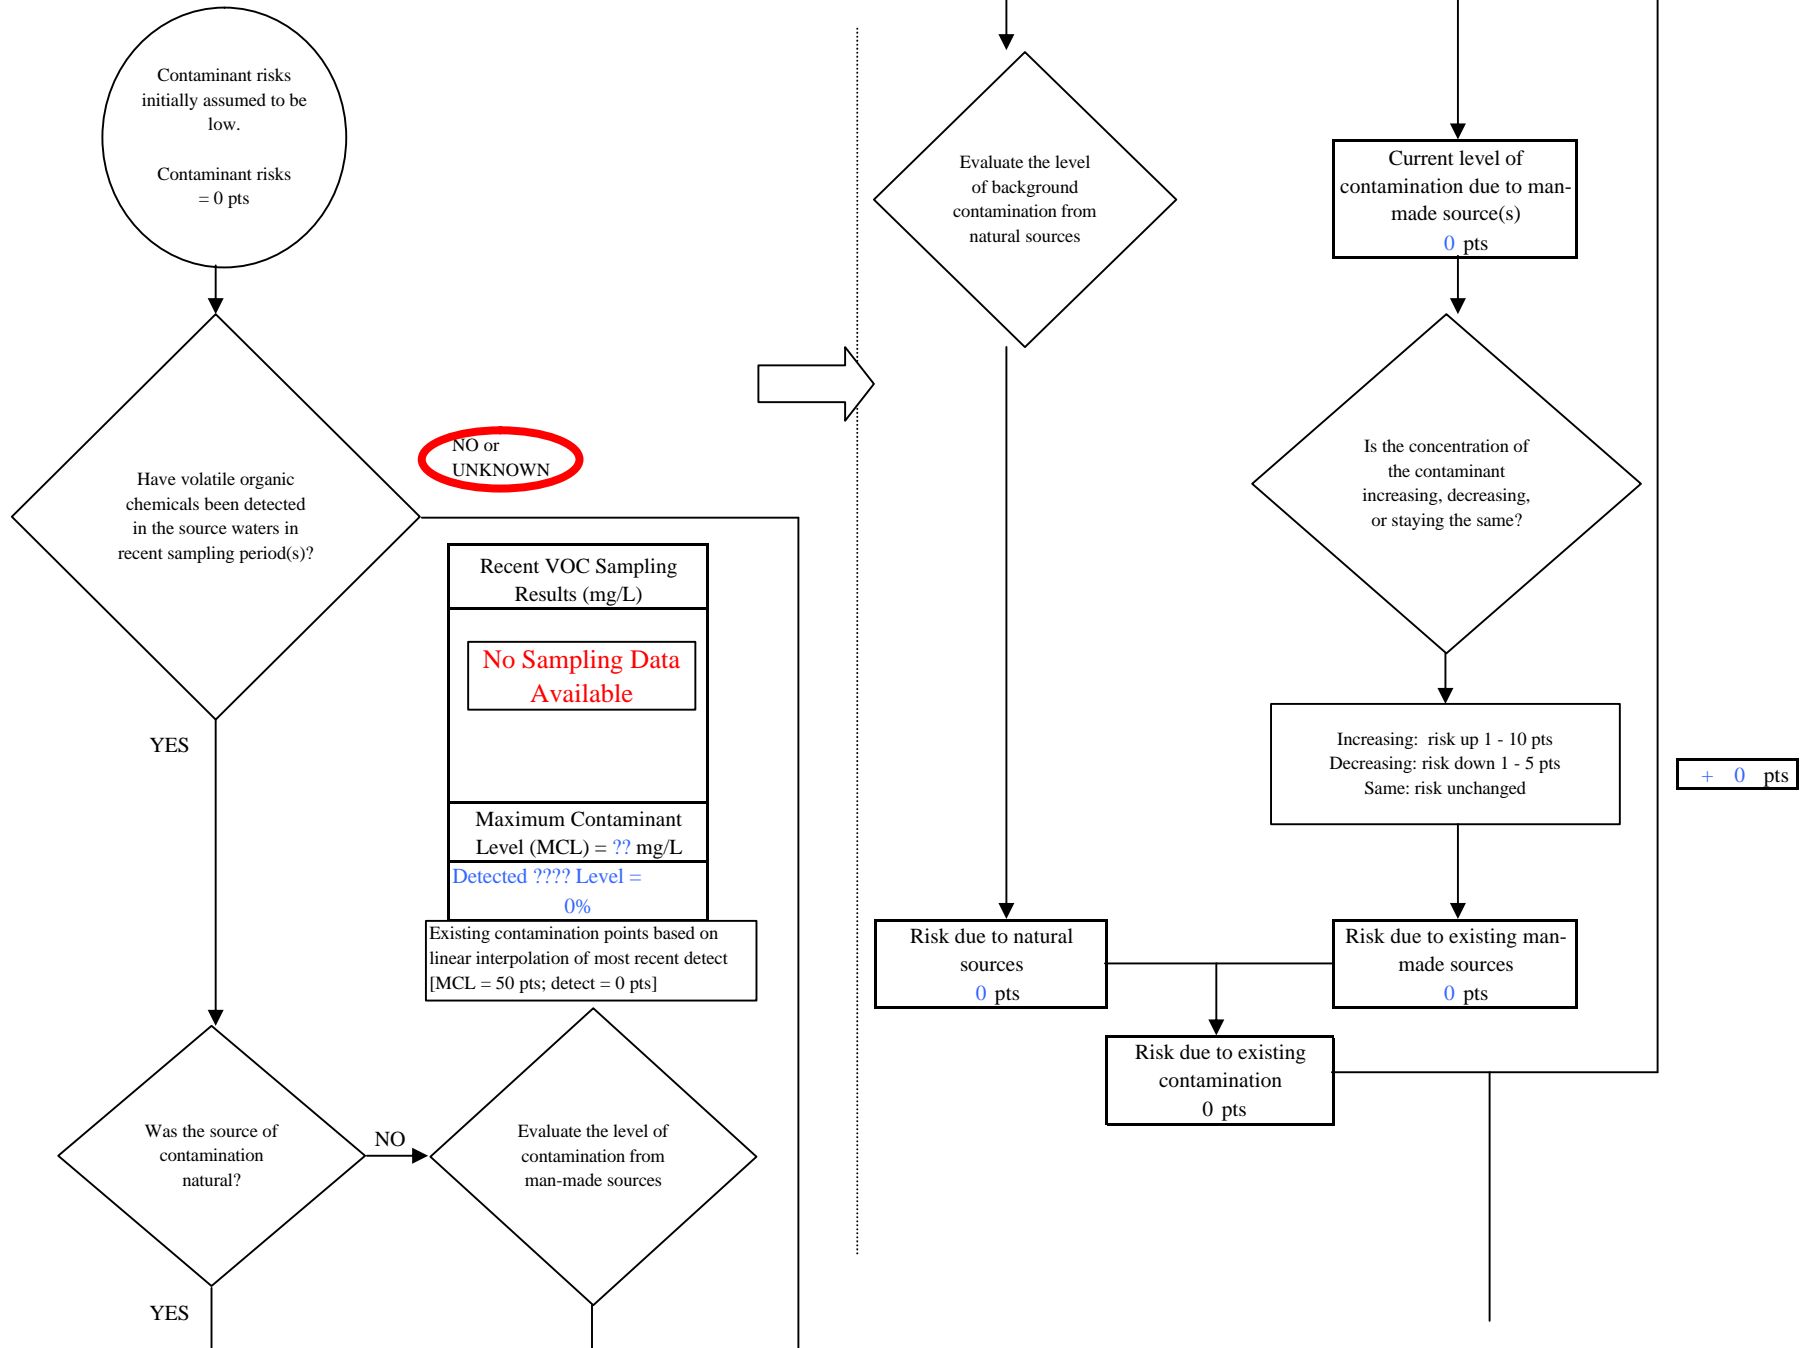 Contaminant risks
initially assumed to be
low.
Contaminant risks
= 0 pts
NO or
UNKNOWN
Have volatile organic
chemicals been detected
in the source waters in
recent sampling period(s)?
Recent VOC Sampling
Results (mg/L)
No Sampling Data
Available
YES
Maximum Contaminant
Level (MCL) = ?? mg/L
Detected ???? Level =
0%
Existing contamination points based on
linear interpolation of most recent detect
[MCL = 50 pts; detect = 0 pts]
Was the source of
contamination
natural?
NO
Evaluate the level of
contamination from
man-made sources
YES
Evaluate the level
of background
contamination from
natural sources
Current level of
contamination due to man-
made source(s)
0 pts
Is the concentration of
the contaminant
increasing, decreasing,
or staying the same?
Increasing: risk up 1 - 10 pts
Decreasing: risk down 1 - 5 pts
Same: risk unchanged
+ 0 pts
Risk due to natural
sources
0 pts
Risk due to existing man-
made sources
0 pts
Risk due to existing
contamination
0 pts